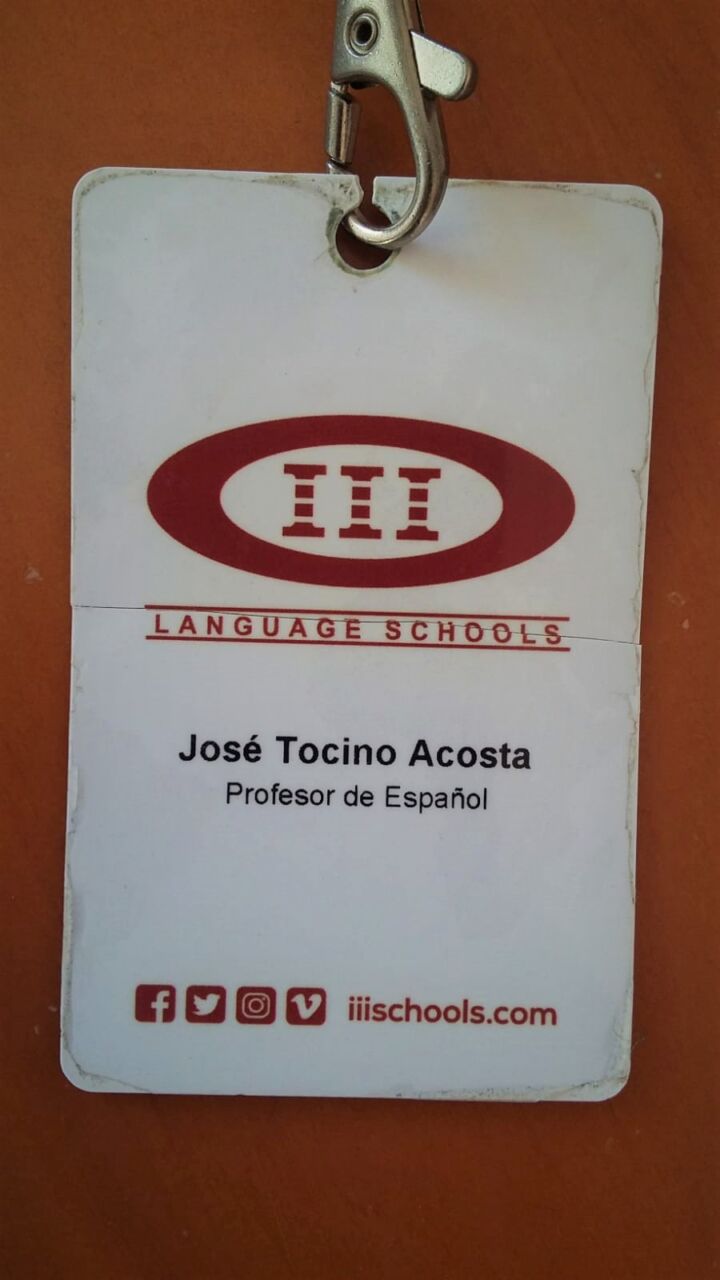 III
LANGUAGE SCHOOLS
José Tocino Acosta
Profesor de Español
iiischools.com